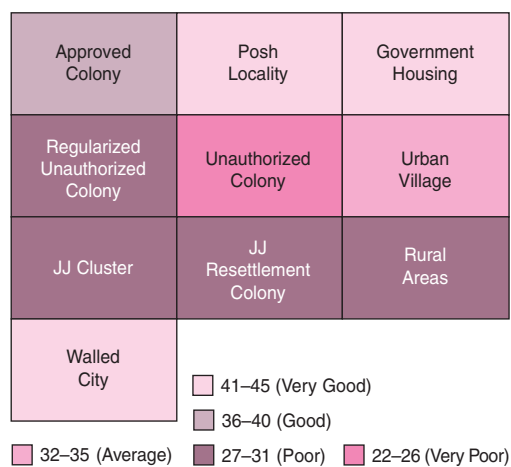 Approved
Colony
Posh
Locality
Government
Housing
Regularized
Unauthorized
Colony
Unauthorized
Colony
Urban
Village
JJ Cluster
JJ
Resettlement
Colony
Rural
Areas
Walled
City
41–45 (Very Good)
36–40 (Good)
32–35 (Average)
27–31 (Poor)
22–26 (Very Poor)